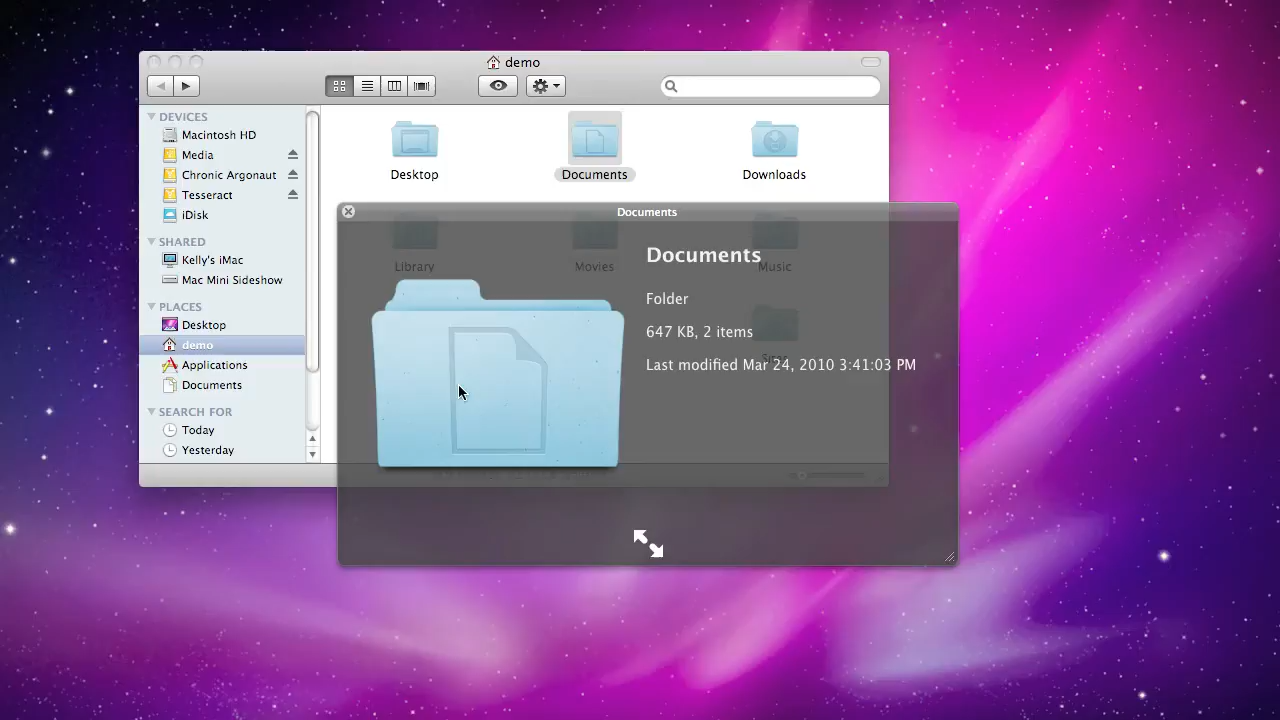 demo
DEVICES
Macintosh HD
Media
Chronic Argonaut
Tesseract
iDisk
SHARED
Kelly's iMac
Mac Mini Sideshow
PLACES
Desktop
demo
Applications
Documents
SEARCH FOR
Today
Yesterday
Desktop
Documents
Downloads
Library
Movies
Music
Documents
Documents
Folder
647 KB, 2 items
Last modified Mar 24, 2010 3:41:03 PM